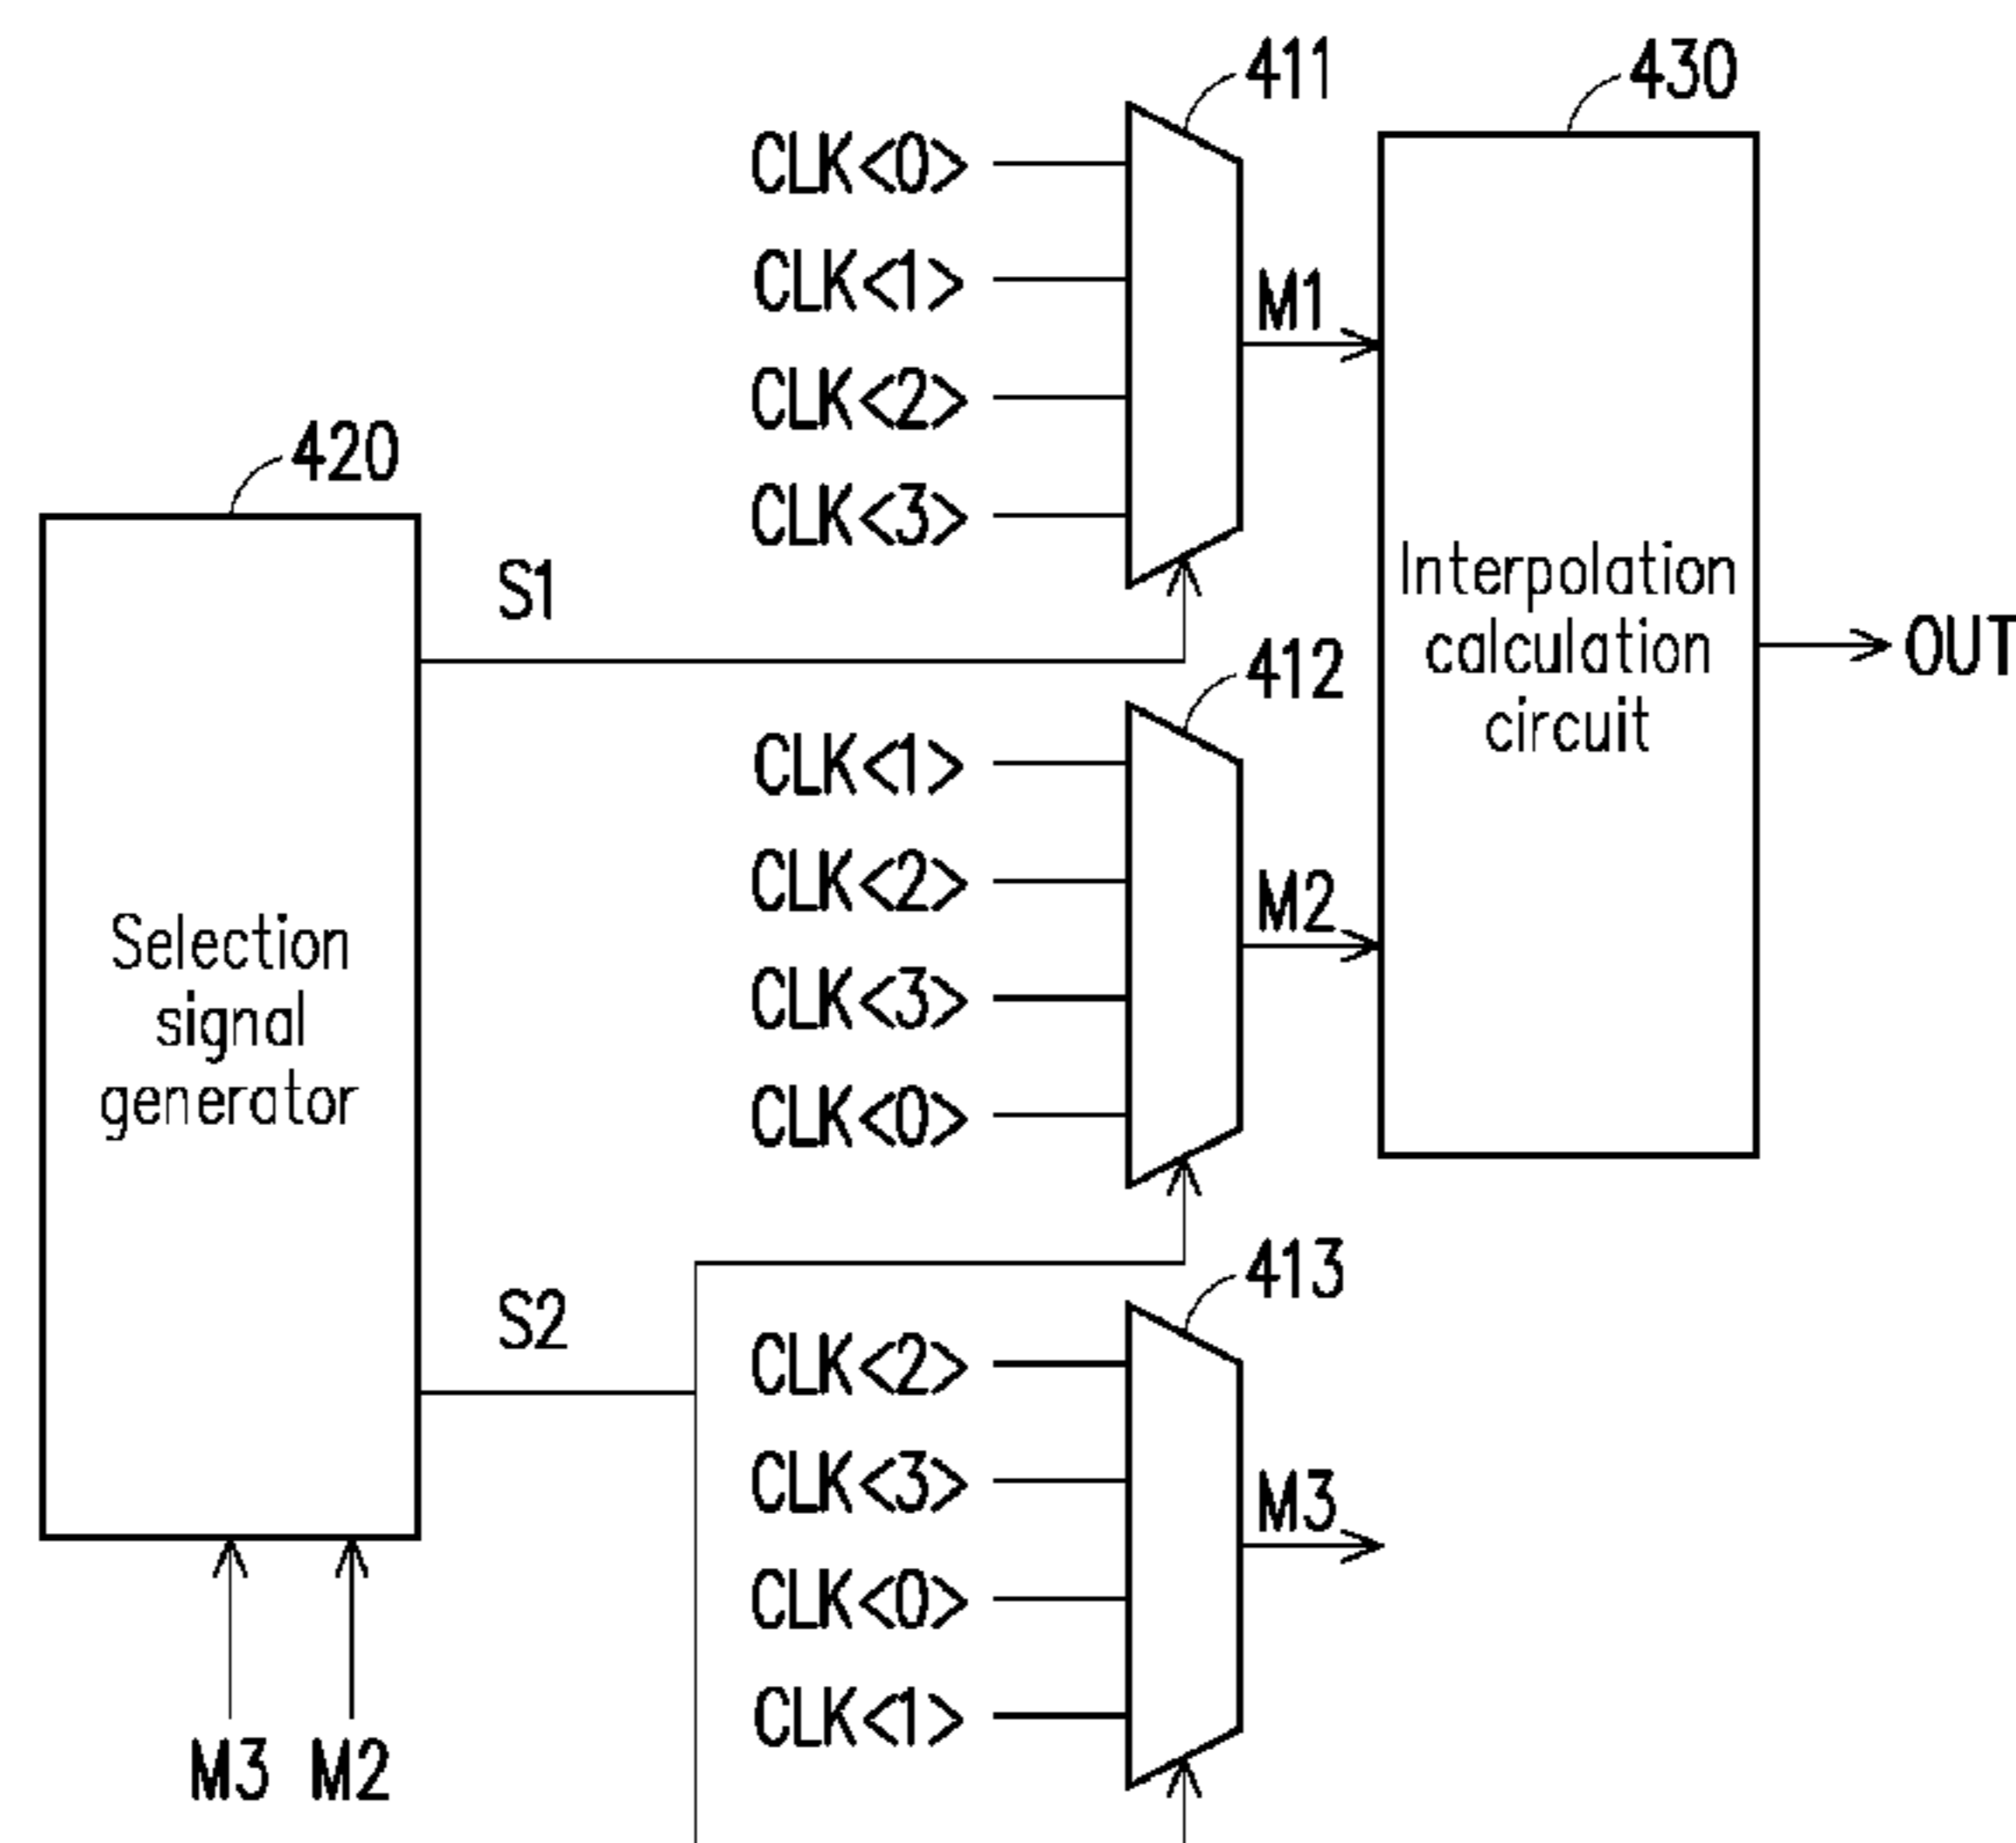 411
430
CLK<0>
CLK<1>
M1
CLK<2>
420
CLK<3>
S1
Interpolation
calculation
circuit
OUT
412
CLK<1>
CLK<2>
M2
Selection
signal
generator
CLK<3>
CLK<0>
413
S2
CLK<2>
CLK<3>
M3
CLK<0>
CLK<1>
M3 M2